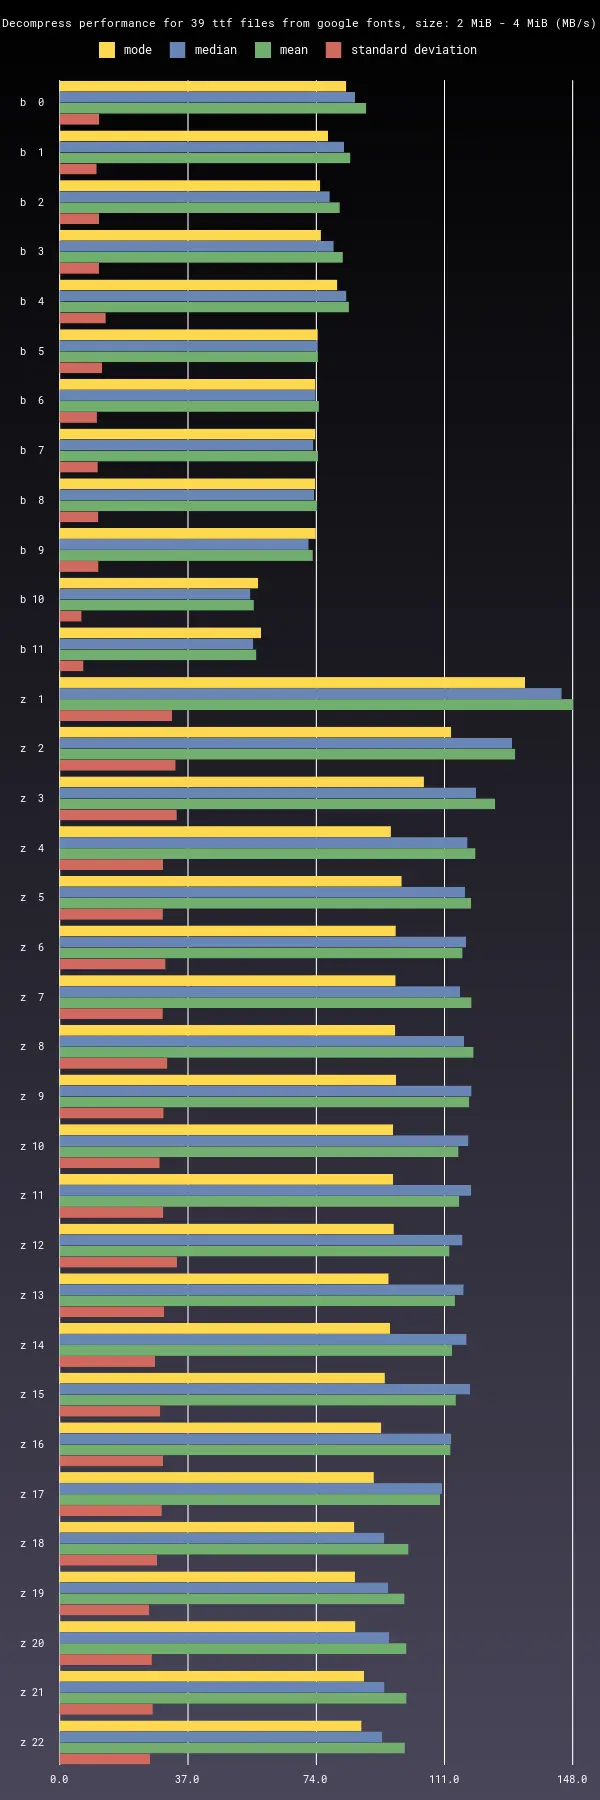 Decompress performance for 39 ttf files from google fonts, size: 2 MiB - 4 MiB (MB/s)
mode median mean standard deviation
b 0
b 1
b 2
b 3
b 4
b 5
b 6
b 7
b 8
b 9
b 10
b 11
z 1
z 2
z 3
z 4
z 5
z 6
z 7
z 8
z 9
z 10
z 11
z 12
z 13
z 14
z 15
z 16
z 17
z 18
z 19
z 20
z 21
z 22
0.0 37.0 74.0 111.0 148.0